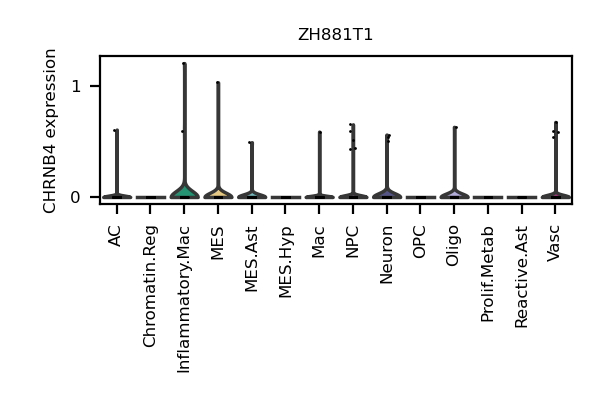 ZH881T1
CHRNB4 expression
1
0
AC
Chromatin.Reg
Inflammatory.Mac
MES
MES.Ast
MES.Hyp
Mac
NPC
Neuron
OPC
Oligo
Prolif.Metab
Reactive.Ast
Vasc